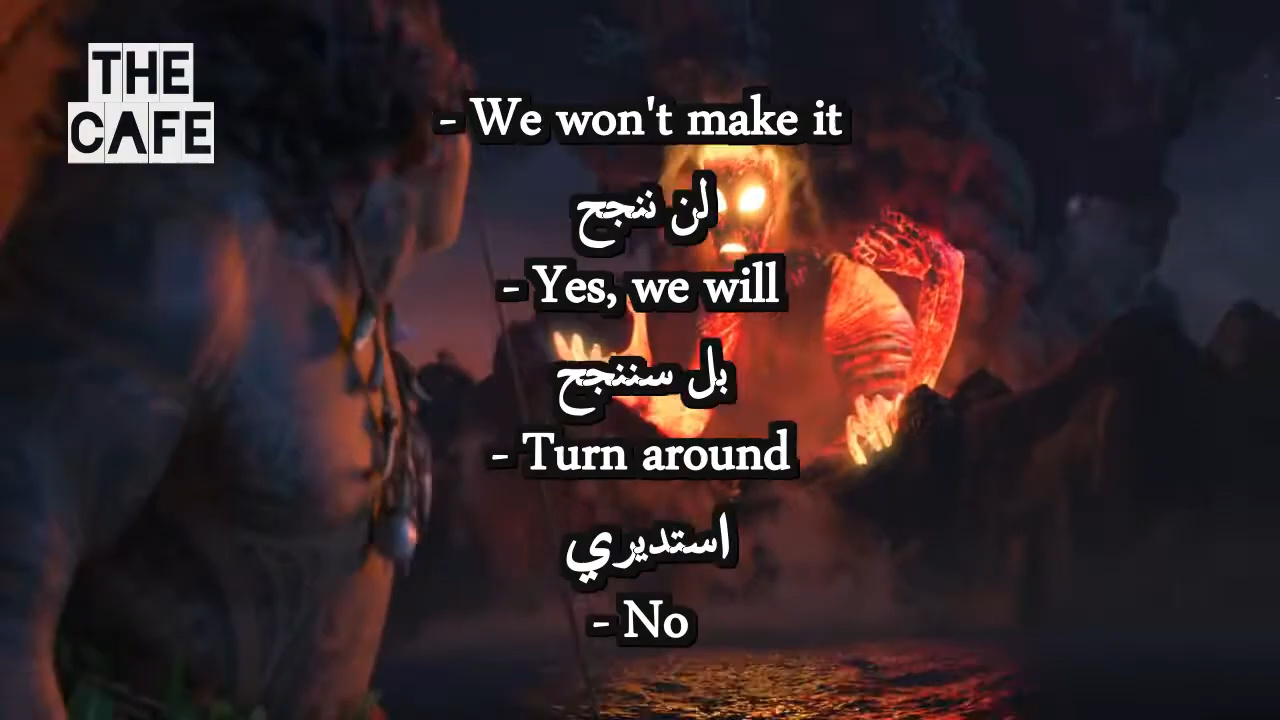 THE
CAFE
- We won't make it
لن ننجح
- Yes, we will
بل سننجح
- Turn around
استديري
- No